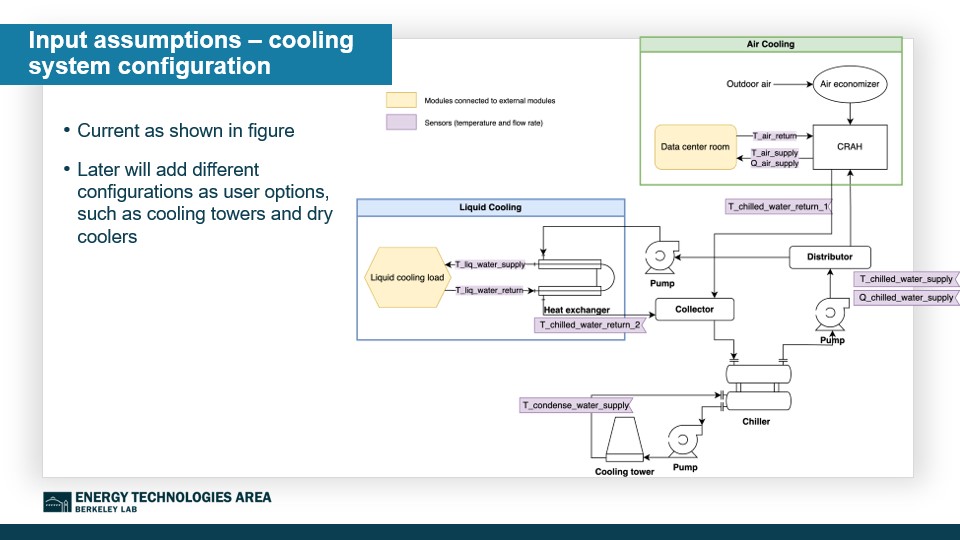 Input assumptions – cooling
system configuration
• Current as shown in figure
• Later will add different
configurations as user options,
such as cooling towers and dry
coolers
Modules connected to external modules
Sensors (temperature and flow rate)
Air Cooling
Outdoor air
Air economizer
Data center room
T_air_return
T_air_supply
Q_air_supply
CRAH
T_chilled_water_return_1
Liquid Cooling
Liquid cooling load
T_liq_water_supply
T_liq_water_return
Heat exchanger
T_chilled_water_return_2
Pump
Distributor
T_chilled_water_supply
Q_chilled_water_supply
Collector
Pump
Chiller
T_condense_water_supply
Cooling tower
Pump
ENERGY TECHNOLOGIES AREA
BERKELEY LAB